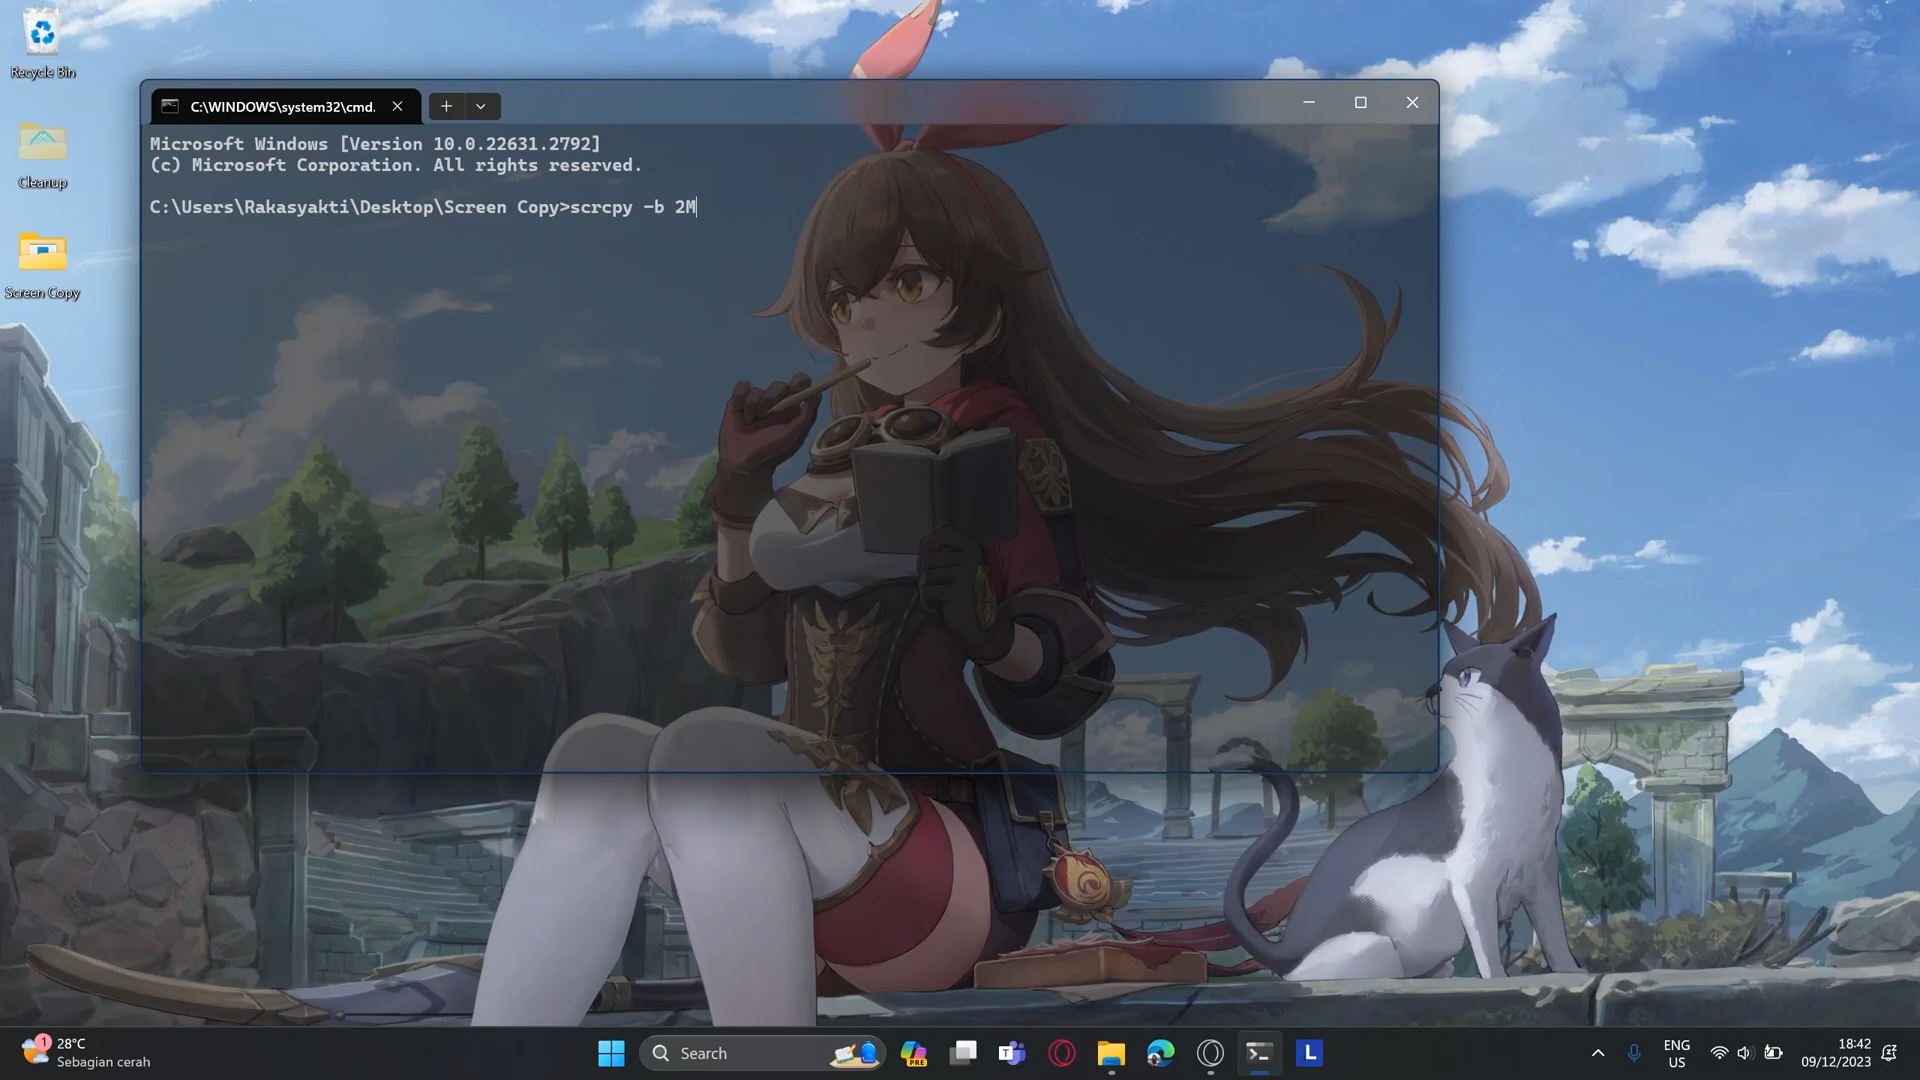 Recycle Bin
Cleanup
Screen Copy
C:\WINDOWS\system32\cmd.
Microsoft Windows [Version 10.0.22631.2792]
(c) Microsoft Corporation. All rights reserved.
C:\Users\Rakasyakti\Desktop\Screen Copy>scrcpy -b 2M
1
28°C
Sebagian cerah
Search
PRE
L
ENG
US
18:42
09/12/2023